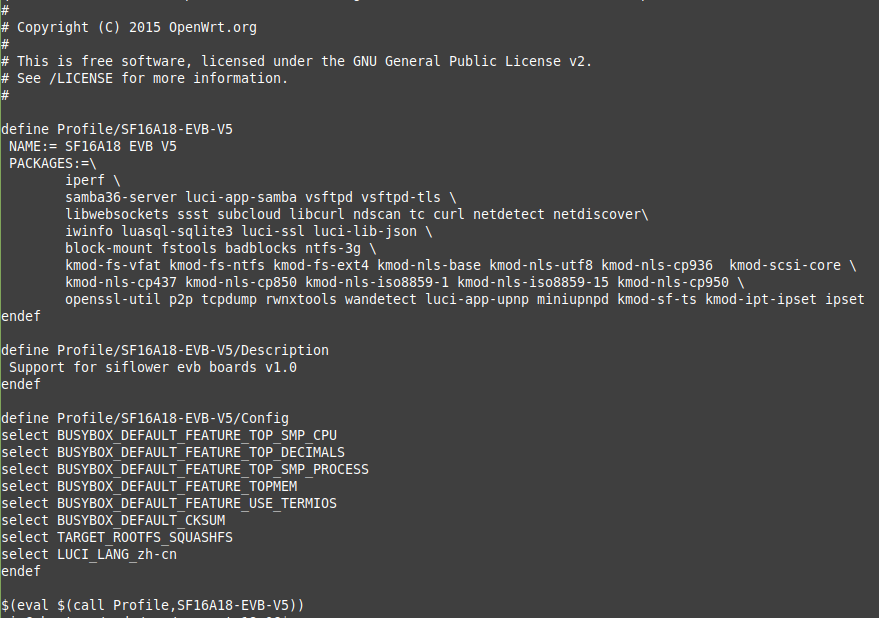 #
# Copyright (C) 2015 OpenWrt.org
#
# This is free software, licensed under the GNU General Public License v2.
# See /LICENSE for more information.
#

define Profile/SF16A18-EVB-V5
 NAME:= SF16A18 EVB V5
 PACKAGES:=\
        iperf \
        samba36-server luci-app-samba vsftpd vsftpd-tls \
        libwebsockets ssst subcloud libcurl ndscan tc curl netdetect netdiscover\
        iwinfo luasql-sqlite3 luci-ssl luci-lib-json \
        block-mount fstools badblocks ntfs-3g \
        kmod-fs-vfat kmod-fs-ntfs kmod-fs-ext4 kmod-nls-base kmod-nls-utf8 kmod-nls-cp936  kmod-scsi-core \
        kmod-nls-cp437 kmod-nls-cp850 kmod-nls-iso8859-1 kmod-nls-iso8859-15 kmod-nls-cp950 \
        openssl-util p2p tcpdump rwnxtools wandetect luci-app-upnp miniupnpd kmod-sf-ts kmod-ipt-ipset ipset
endef

define Profile/SF16A18-EVB-V5/Description
 Support for siflower evb boards v1.0
endef

define Profile/SF16A18-EVB-V5/Config
select BUSYBOX_DEFAULT_FEATURE_TOP_SMP_CPU
select BUSYBOX_DEFAULT_FEATURE_TOP_DECIMALS
select BUSYBOX_DEFAULT_FEATURE_TOP_SMP_PROCESS
select BUSYBOX_DEFAULT_FEATURE_TOPMEM
select BUSYBOX_DEFAULT_FEATURE_USE_TERMIOS
select BUSYBOX_DEFAULT_CKSUM
select TARGET_ROOTFS_SQUASHFS
select LUCI_LANG_zh-cn
endef

$(eval $(call Profile,SF16A18-EVB-V5))